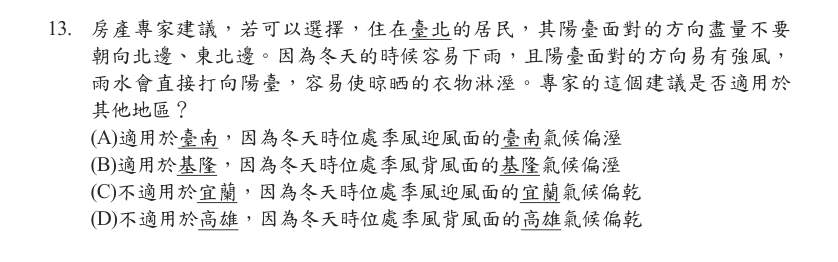 13. 房產專家建議，若可以選擇，住在臺北的居民，其陽臺面對的方向盡量不要
朝向北邊、東北邊。因為冬天的時候容易下雨，且陽臺面對的方向易有強風，
雨水會直接打向陽臺，容易使晾晒的衣物淋溼。專家的這個建議是否適用於
其他地區？
(A)適用於臺南，因為冬天時位處季風迎風面的臺南氣候偏溼
(B)適用於基隆，因為冬天時位處季風背風面的基隆氣候偏溼
(C)不適用於宜蘭，因為冬天時位處季風迎風面的宜蘭氣候偏乾
(D)不適用於高雄，因為冬天時位處季風背風面的高雄氣候偏乾